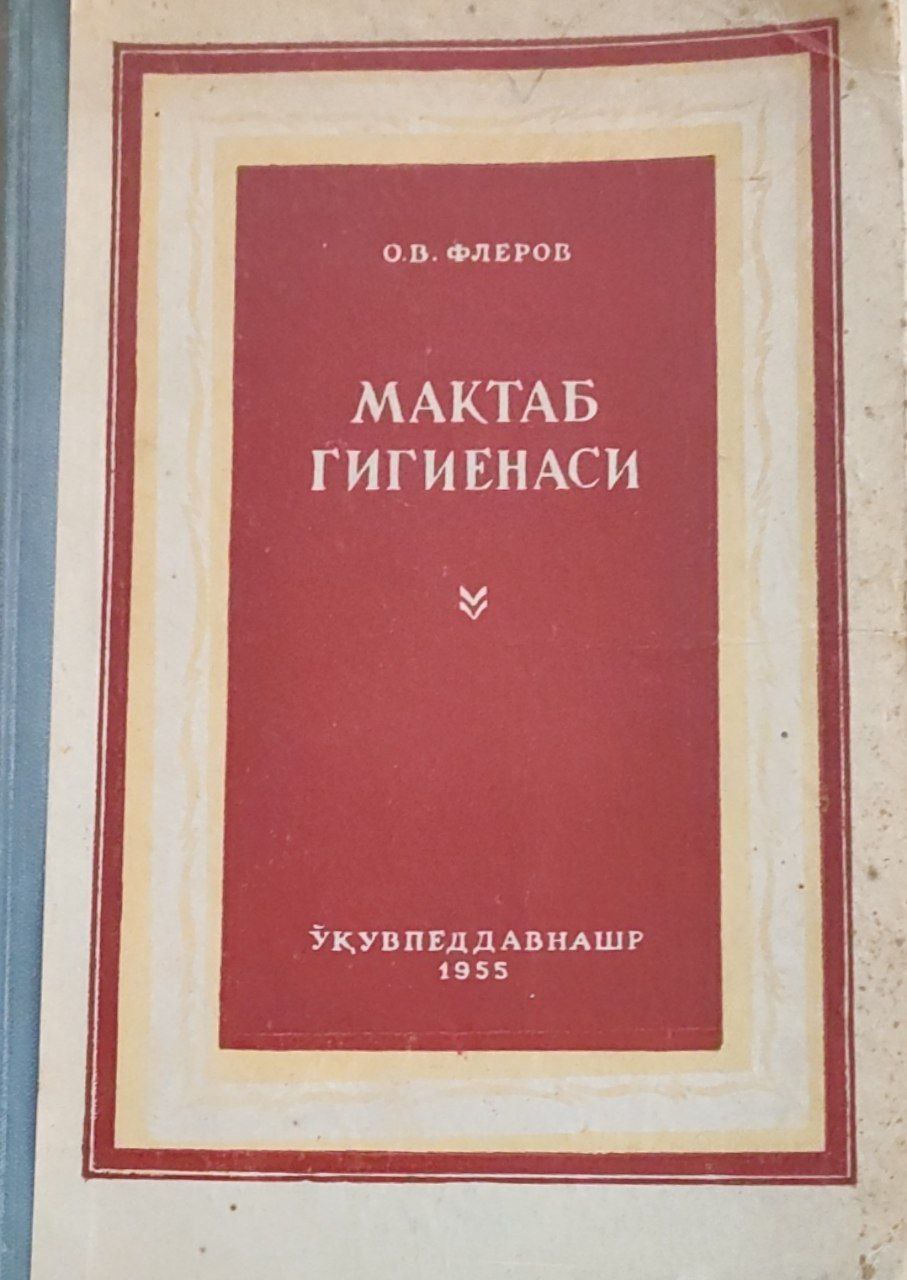 О.В. ФЛЕРОВ
МАКТАБ
ГИГИЕНАСИ
ЎҚУВПЕДДАВНАШР
1955